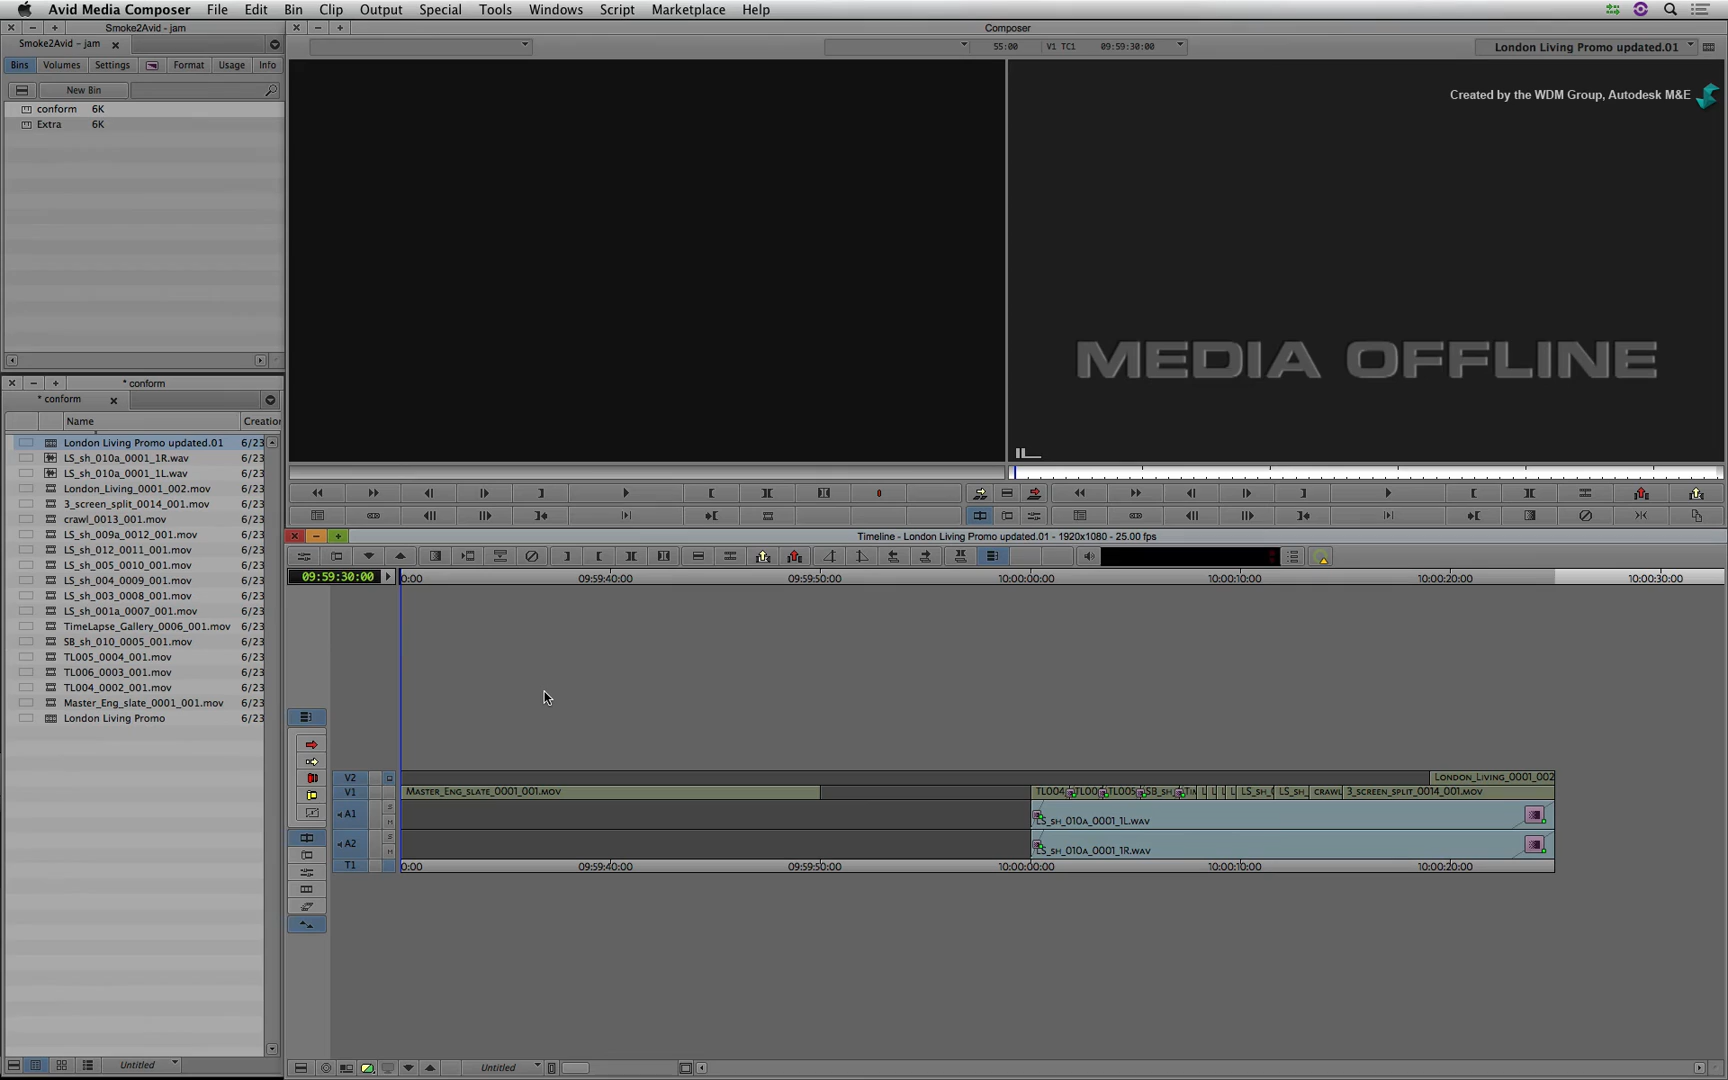 Avid Media Composer File Edit Bin Clip Output Special Tools Windows Script Marketplace Help
Smoke2Avid - jam
Smoke2Avid - jam x
Bins Volumes Settings Format Usage Info
New Bin
conform 6K
Extra 6K
Composer
55:00 V1 TC1 09:59:30:00
London Living Promo updated.01
Created by the WDM Group, Autodesk M&E
MEDIA OFFLINE
* conform
* conform x
Name Creation
London Living Promo updated.01 6/23
LS_sh_010a_0001_1R.wav 6/23
LS_sh_010a_0001_1L.wav 6/23
London_Living_0001_002.mov 6/23
3_screen_split_0014_001.mov 6/23
crawl_0013_001.mov 6/23
LS_sh_009a_0012_001.mov 6/23
LS_sh_012_0011_001.mov 6/23
LS_sh_005_0010_001.mov 6/23
LS_sh_004_0009_001.mov 6/23
LS_sh_003_0008_001.mov 6/23
LS_sh_001a_0007_001.mov 6/23
TimeLapse_Gallery_0006_001.mov 6/23
SB_sh_010_0005_001.mov 6/23
TL005_0004_001.mov 6/23
TL006_0003_001.mov 6/23
TL004_0002_001.mov 6/23
Master_Eng_slate_0001_001.mov 6/23
London Living Promo 6/23
Untitled
Timeline - London Living Promo updated.01 - 1920x1080 - 25.00 fps
09:59:30:00
0:00 09:59:40:00 09:59:50:00 10:00:00:00 10:00:10:00 10:00:20:00 10:00:30:00
V2 LONDON_LIVING_0001_002
V1 MASTER_ENG_SLATE_0001_001.MOV TL004 TL00 TL005 SB_SH TIM L L L L LS_SH_0 LS_SH_ CRAWL 3_SCREEN_SPLIT_0014_001.MOV
A1 LS_SH_010A_0001_1L.WAV
A2 LS_SH_010A_0001_1R.WAV
T1 0:00 09:59:40:00 09:59:50:00 10:00:00:00 10:00:10:00 10:00:20:00
Untitled